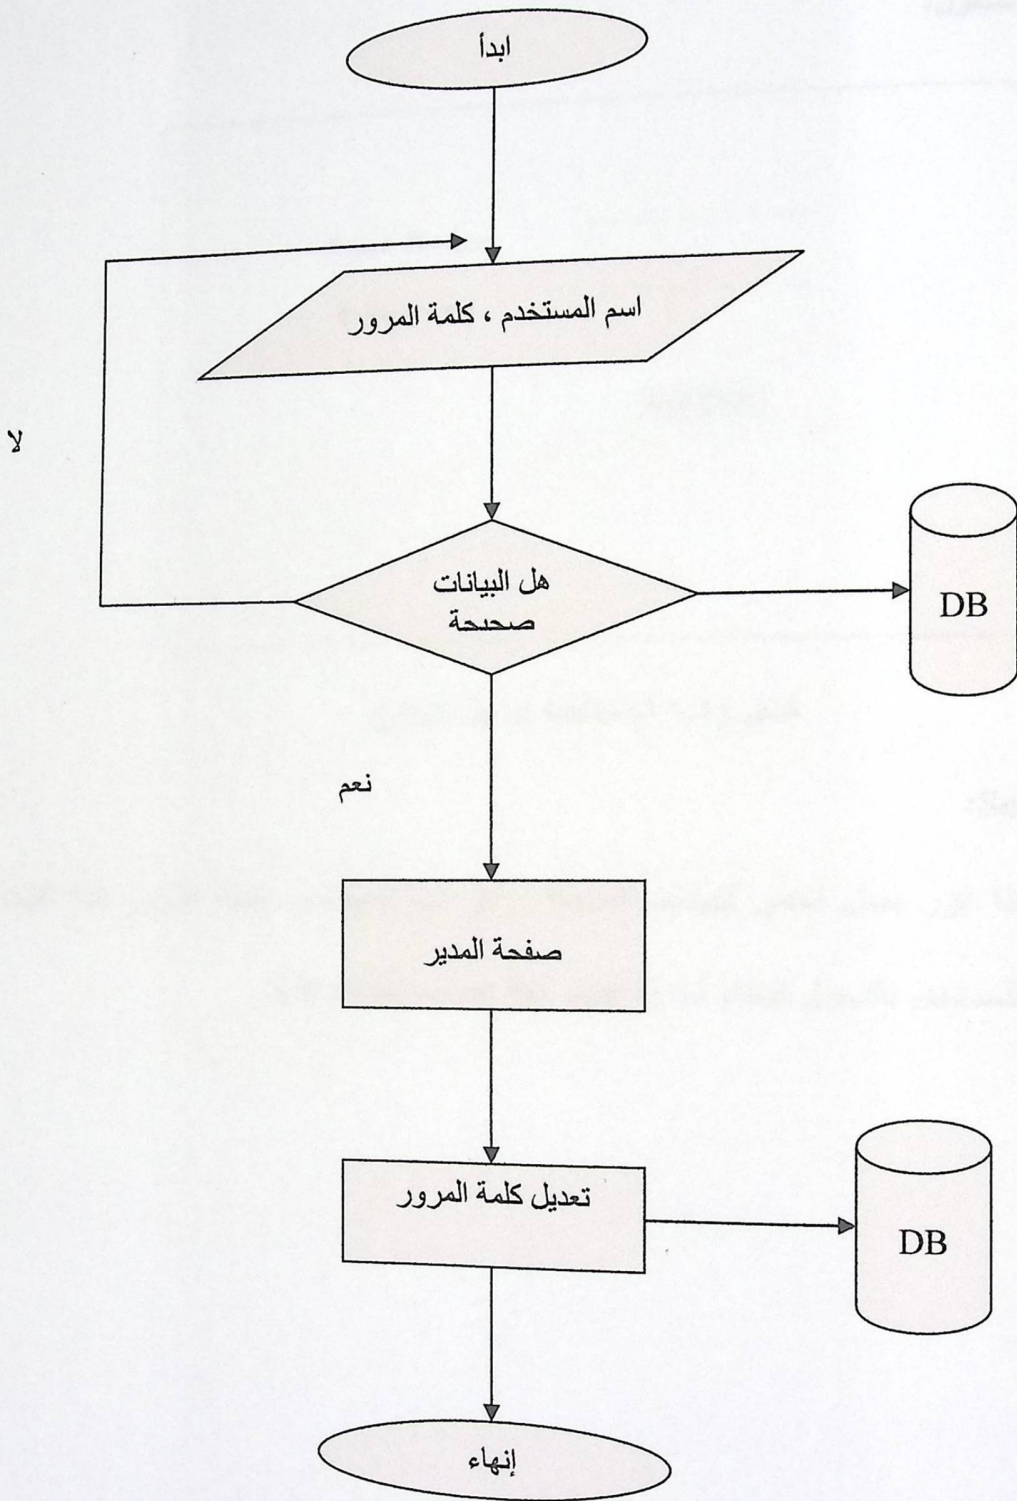 ابدأ
اسم المستخدم ، كلمة المرور
لا
هل البيانات
صحيحة
DB
نعم
صفحة المدير
تعديل كلمة المرور
DB
إنهاء